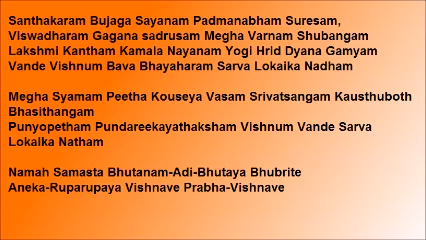 Santhakaram Bujaga Sayanam Padmanabham Suresam,
Viswadharam Gagana sadrusam Megha Varnam Shubangam
Lakshmi Kantham Kamala Nayanam Yogi Hrid Dyana Gamyam
Vande Vishnum Bava Bhayaharam Sarva Lokaika Nadham
Megha Syamam Peetha Kouseya Vasam Srivatsangam Kausthuboth
Bhasithangam
Punyopetham Pundareekayathaksham Vishnum Vande Sarva
Lokaika Natham
Namah Samasta Bhutanam-Adi-Bhutaya Bhubrite
Aneka-Ruparupaya Vishnave Prabha-Vishnave